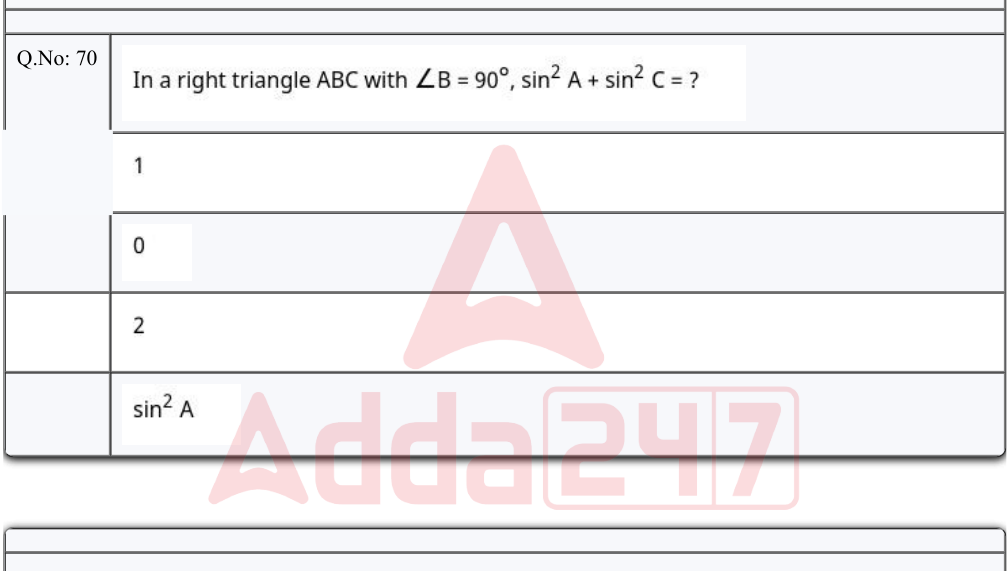 Q.No: 70
In a right triangle ABC with ∠B = 90°, sin² A + sin² C = ?
1
0
2
sin² A
Adda247